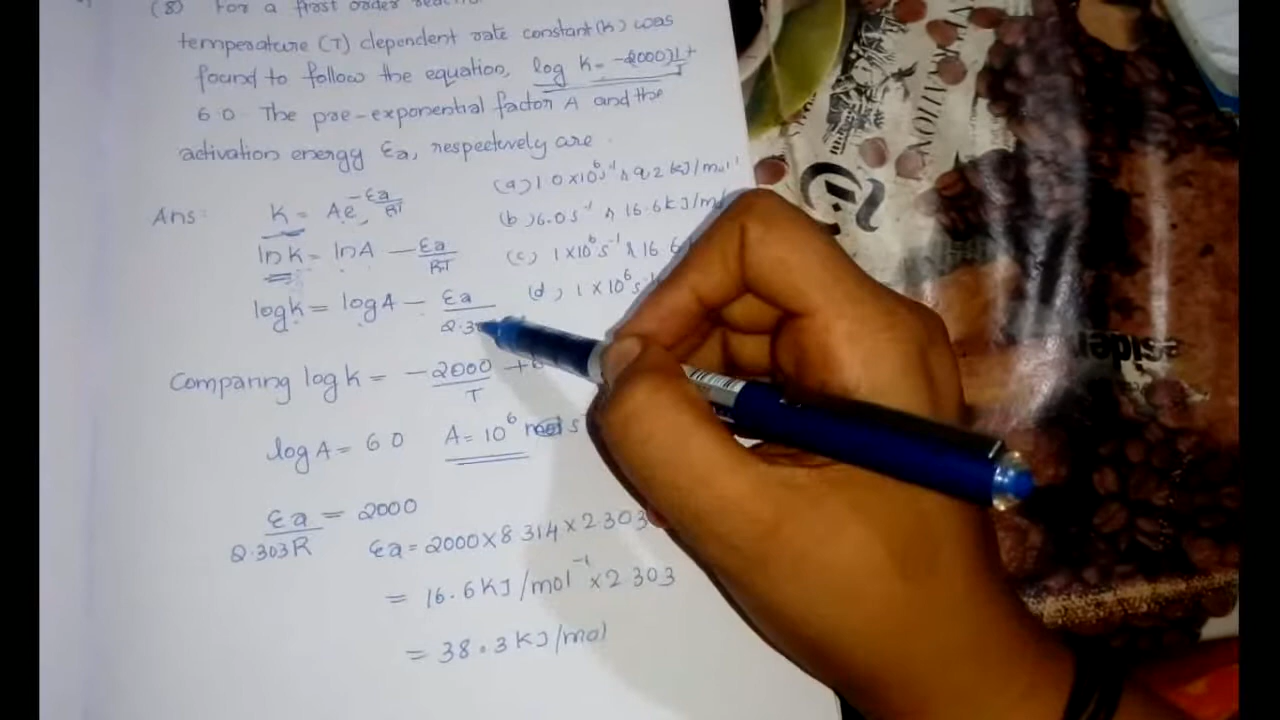 (8) For a first order
temperature (T) dependent rate constant (k) was
found to follow the equation, log k = -(2000) 1/T +
6.0. The pre-exponential factor A and the
activation energy Ea, respectively are
(a) 1.0 × 10⁶ s⁻¹ & 9.2 kJ/mol⁻¹
(b) 6.0 s⁻¹ & 16.6 kJ/m
(c) 1 × 10⁶ s⁻¹ & 16.6
(d) 1 × 10⁶ s⁻¹
Ans: k = Ae^(-Ea/RT)
ln k = ln A - Ea/RT
log k = log A - Ea/2.3
Comparing log k = -2000/T +
log A = 6.0 A = 10⁶ s
Ea/2.303R = 2000
Ea = 2000 × 8.314 × 2.303
= 16.6 KJ/mol⁻¹ × 2.303
= 38.3 KJ/mol